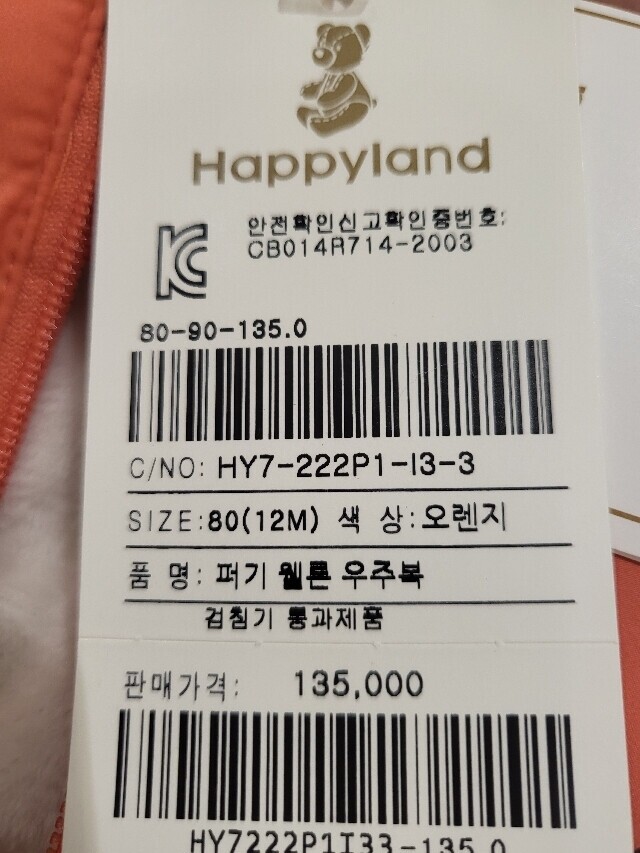 Happyland
안전확인신고확인증번호:
CB014R714-2003
80-90-135.0
C/NO: HY7-222P1-I3-3
SIZE:80(12M) 색 상:오렌지
품 명: 퍼기 웰론 우주복
검침기 통과제품
판매가격: 135,000
HY7222P1I33-135.0